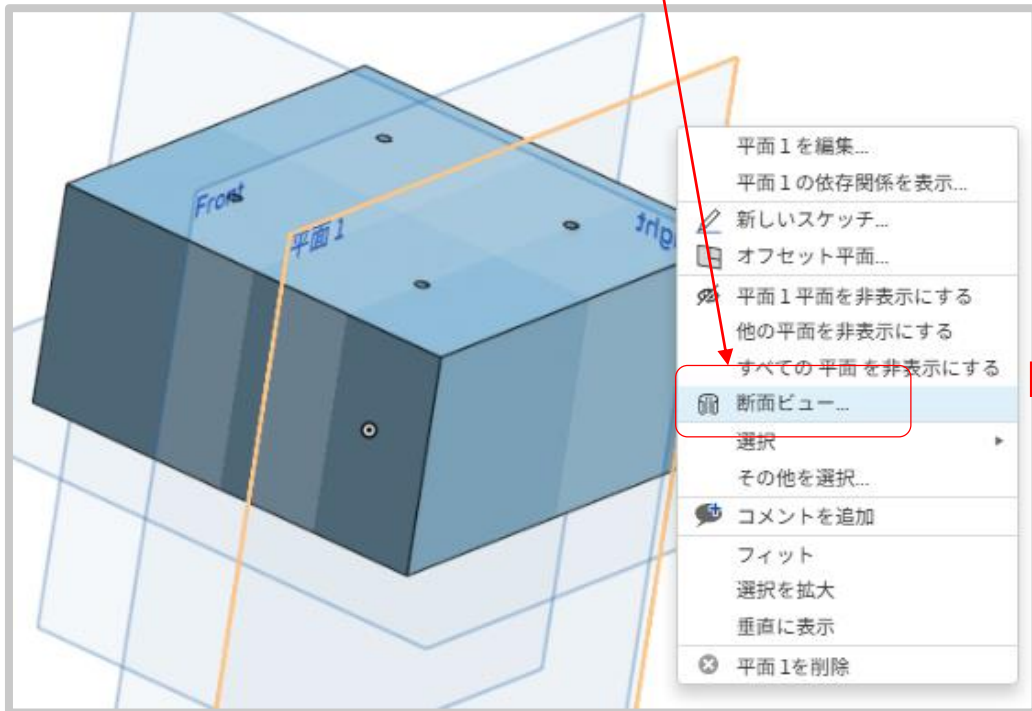 Front
平面 1
平面 1 を編集...
平面 1 の依存関係を表示...
新しいスケッチ...
オフセット平面...
平面 1 平面を非表示にする
他の平面を非表示にする
すべての 平面 を非表示にする
断面ビュー...
選択
その他を選択...
コメントを追加
フィット
選択を拡大
垂直に表示
平面 1を削除